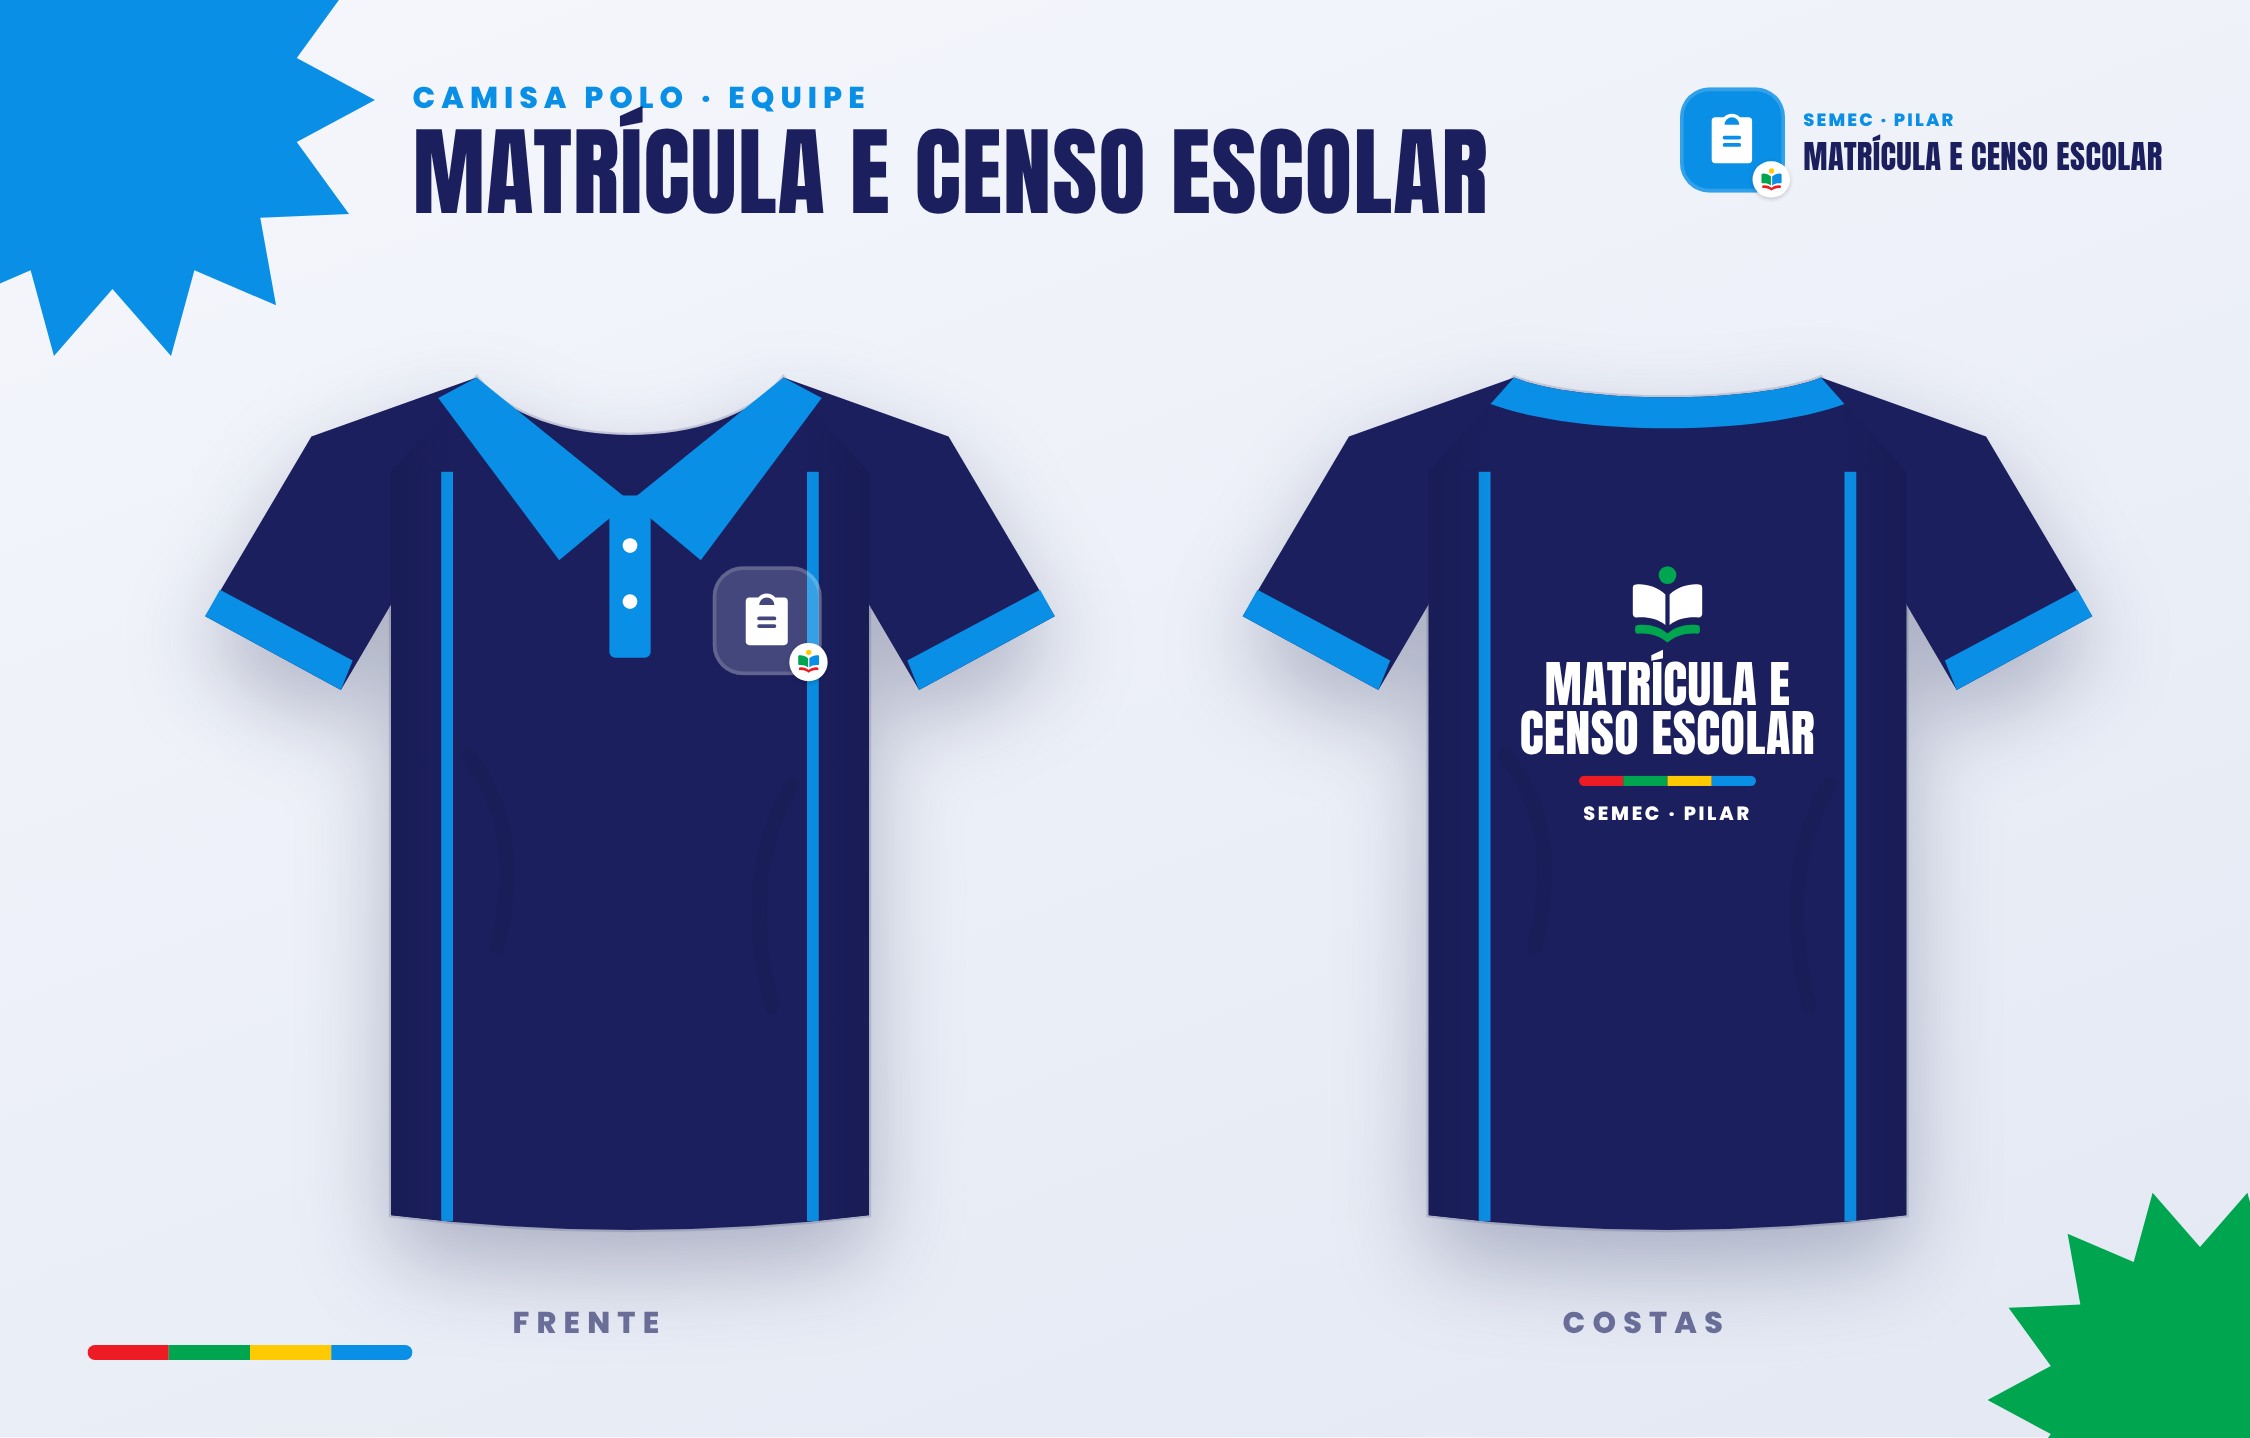 CAMISA POLO · EQUIPE
MATRÍCULA E CENSO ESCOLAR
SEMEC · PILAR
MATRÍCULA E CENSO ESCOLAR
MATRÍCULA E
CENSO ESCOLAR
SEMEC · PILAR
FRENTE
COSTAS